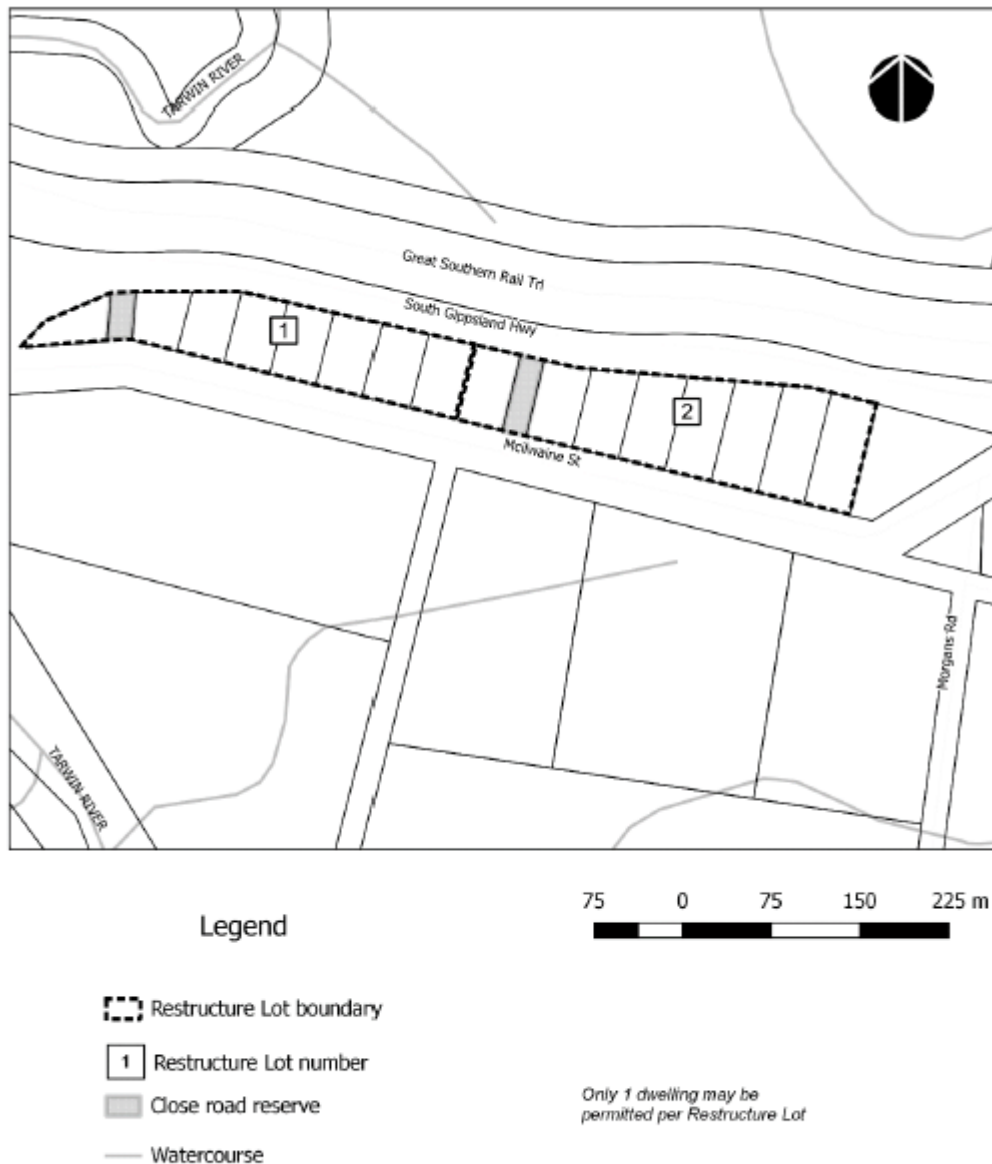 TARWIN RIVER
Great Southern Rail Trl
South Gippsland Hwy
1
2
Mcilwaine St
Morgans Rd
TARWIN RIVER
75 0 75 150 225 m
Legend
Restructure Lot boundary
1 Restructure Lot number
Close road reserve
Only 1 dwelling may be
permitted per Restructure Lot
Watercourse